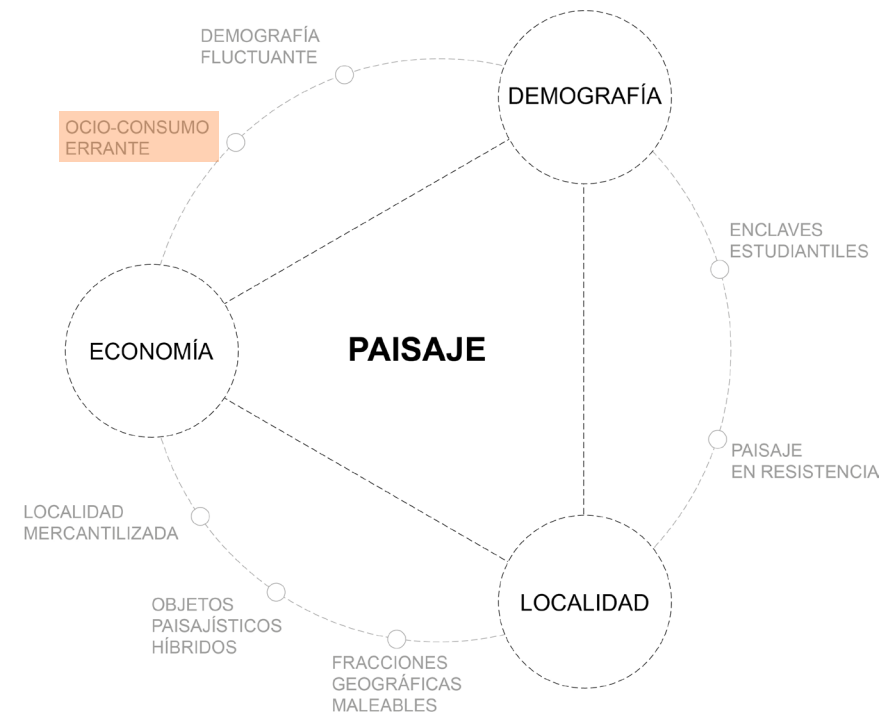 DEMOGRAFÍA
FLUCTUANTE
DEMOGRAFÍA
OCIO-CONSUMO
ERRANTE
ENCLAVES
ESTUDIANTILES
ECONOMÍA
PAISAJE
PAISAJE
EN RESISTENCIA
LOCALIDAD
MERCANTILIZADA
OBJETOS
PAISAJÍSTICOS
HÍBRIDOS
LOCALIDAD
FRACCIONES
GEOGRÁFICAS
MALEABLES